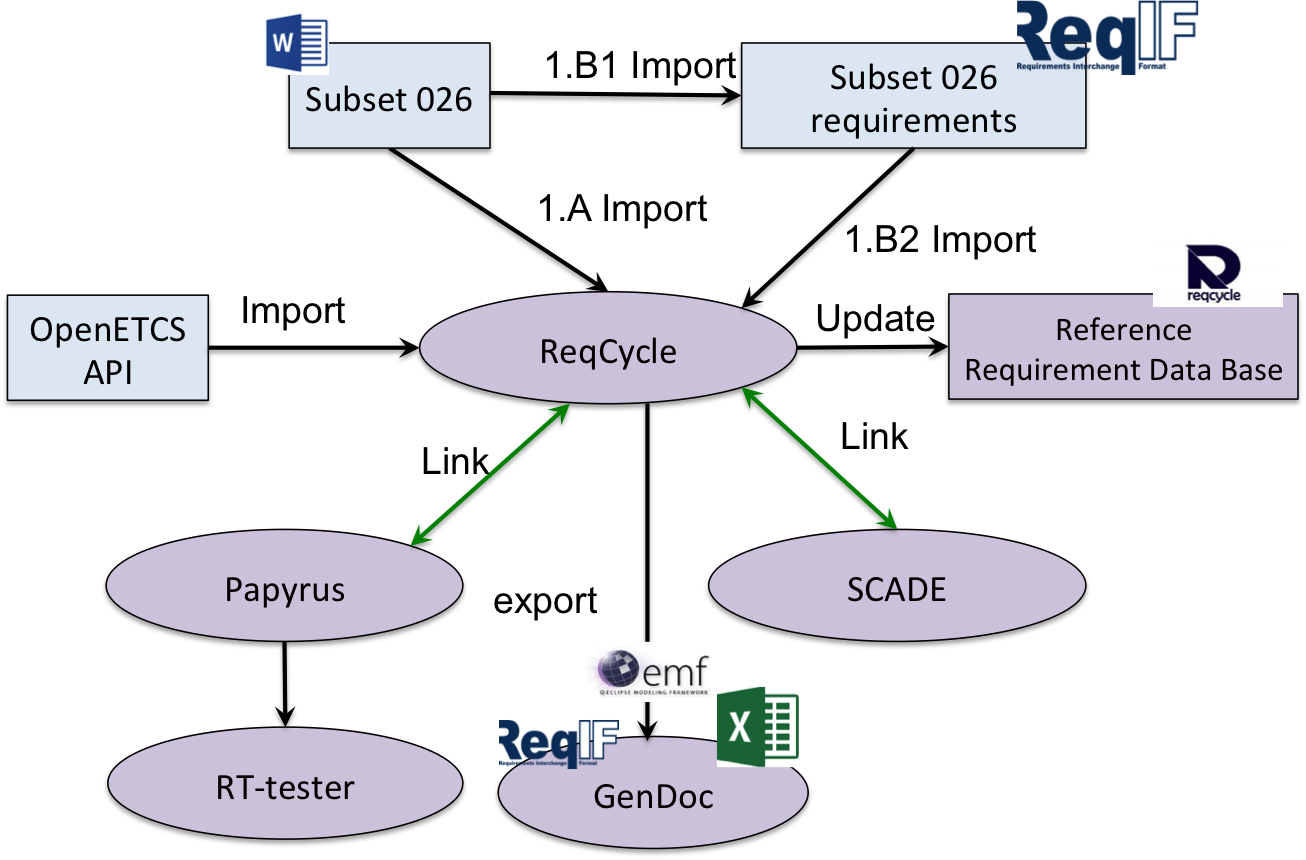 W
ReqIF
Requirements Interchange Format
1.B1 Import
Subset 026
Subset 026
requirements
1.A Import
1.B2 Import
reqcycle
Import
Update
OpenETCS
API
ReqCycle
Reference
Requirement Data Base
Link
Link
Papyrus
export
SCADE
emf
ECLIPSE MODELING FRAMEWORK
ReqIF
Requirements Interchange Format
X
RT-tester
GenDoc